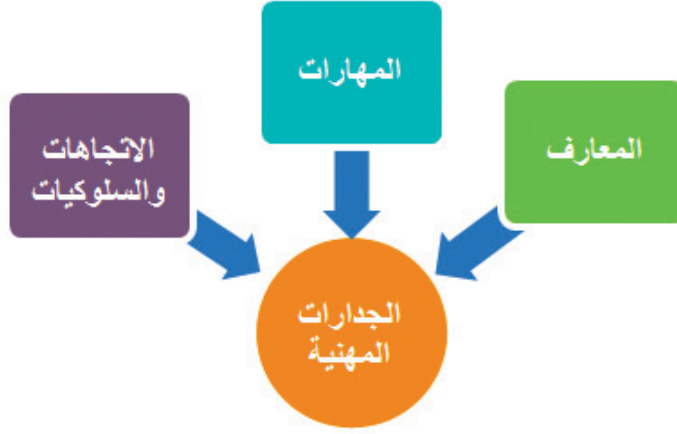 المعارف
المهارات
الاتجاهات
والسلوكيات
الجدارات
المهنية